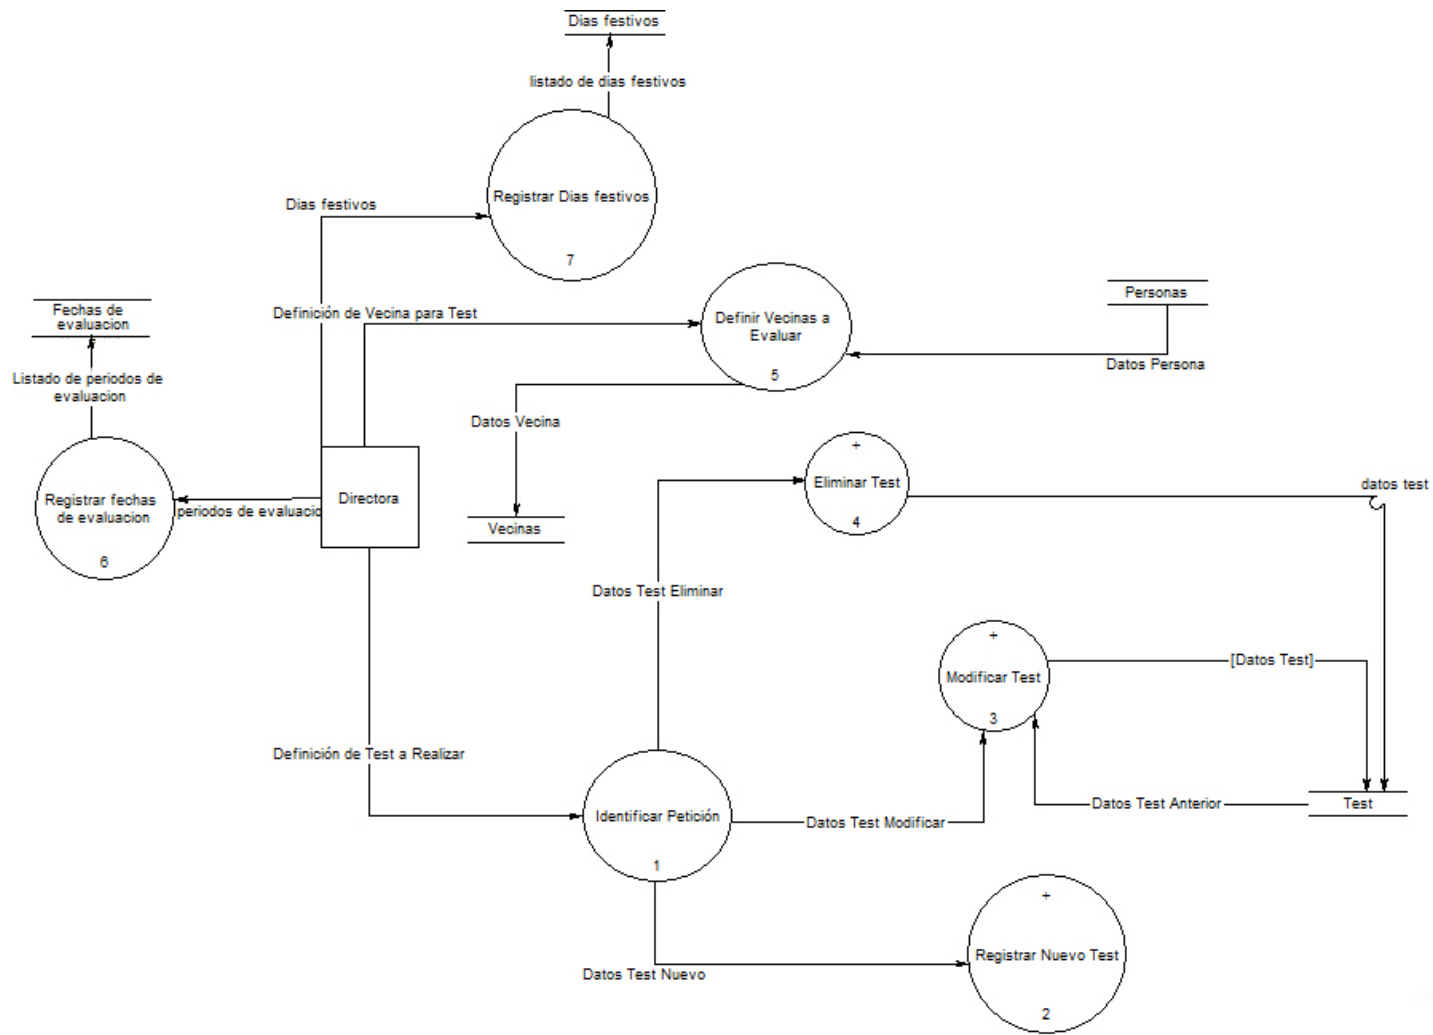 Dias festivos
listado de dias festivos
Registrar Dias festivos
7
Dias festivos
Definición de Vecina para Test
Definir Vecinas a
Evaluar
5
Personas
Datos Persona
Fechas de
evaluacion
Listado de periodos de
evaluacion
Datos Vecina
Vecinas
Registrar fechas
de evaluacion
6
periodos de evaluacio
Directora
+
Eliminar Test
4
datos test
Datos Test Eliminar
+
Modificar Test
3
[Datos Test]
Definición de Test a Realizar
Identificar Petición
1
Datos Test Modificar
Datos Test Anterior
Test
Datos Test Nuevo
+
Registrar Nuevo Test
2